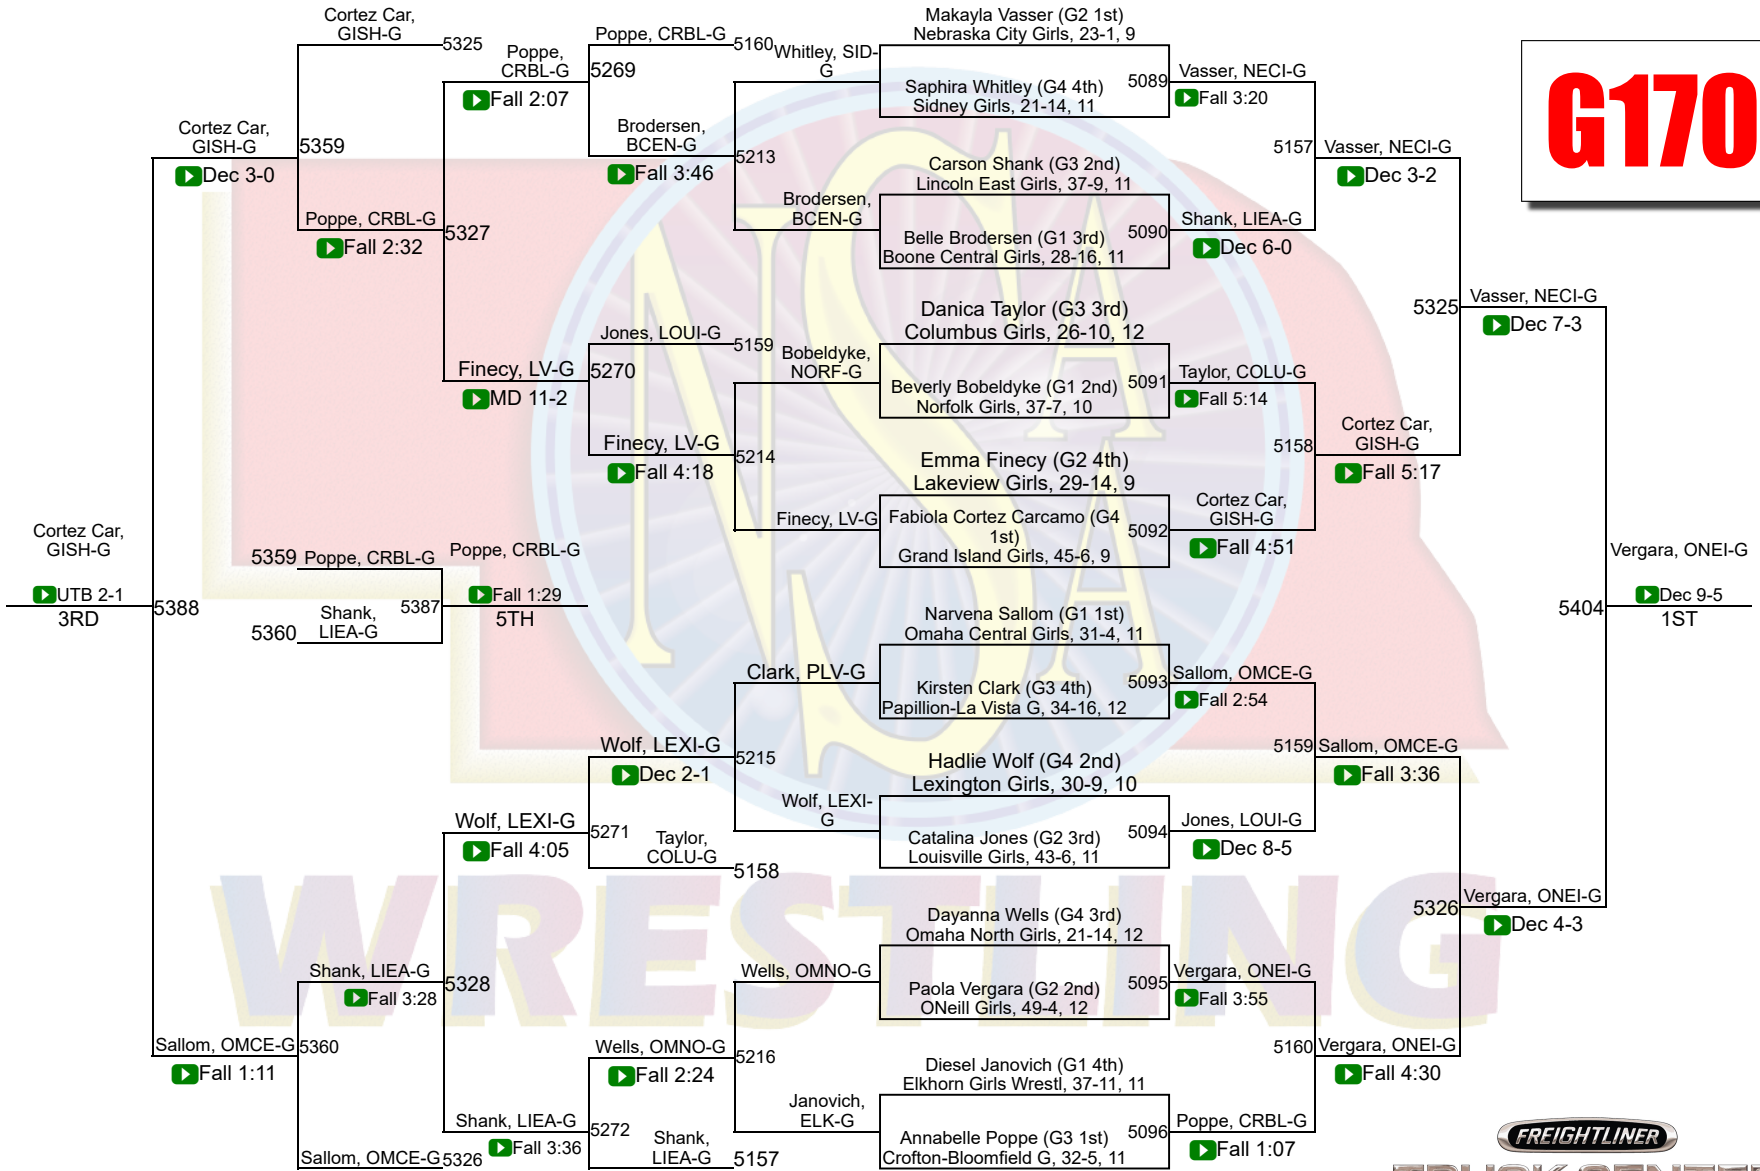 Cortez Car,
GISH-G
5325
Poppe,
CRBL-G
Fall 2:07
Poppe, CRBL-G
5160
5269
Whitley, SID-
G
Makayla Vasser (G2 1st)
Nebraska City Girls, 23-1, 9
Saphira Whitley (G4 4th)
Sidney Girls, 21-14, 11
5089
Vasser, NECI-G
Fall 3:20
G170
Cortez Car,
GISH-G
Dec 3-0
5359
Brodersen,
BCEN-G
Fall 3:46
5213
Carson Shank (G3 2nd)
Lincoln East Girls, 37-9, 11
5157
Vasser, NECI-G
Dec 3-2
Poppe, CRBL-G
Fall 2:32
5327
Brodersen,
BCEN-G
Belle Brodersen (G1 3rd)
Boone Central Girls, 28-16, 11
5090
Shank, LIEA-G
Dec 6-0
Danica Taylor (G3 3rd)
Columbus Girls, 26-10, 12
5325
Vasser, NECI-G
Dec 7-3
Jones, LOUI-G
5159
Bobeldyke,
NORF-G
Finecy, LV-G
MD 11-2
5270
Beverly Bobeldyke (G1 2nd)
Norfolk Girls, 37-7, 10
5091
Taylor, COLU-G
Fall 5:14
Finecy, LV-G
Fall 4:18
5214
Emma Finecy (G2 4th)
Lakeview Girls, 29-14, 9
5158
Cortez Car,
GISH-G
Fall 5:17
Finecy, LV-G
Fabiola Cortez Carcamo (G4
1st)
Grand Island Girls, 45-6, 9
5092
Cortez Car,
GISH-G
Fall 4:51
Cortez Car,
GISH-G
UTB 2-1
3RD
5388
5359
Poppe, CRBL-G
Shank,
LIEA-G
5360
5387
Poppe, CRBL-G
Fall 1:29
5TH
Vergara, ONEI-G
5404
Dec 9-5
1ST
Narvena Sallom (G1 1st)
Omaha Central Girls, 31-4, 11
Clark, PLV-G
Kirsten Clark (G3 4th)
Papillion-La Vista G, 34-16, 12
5093
Sallom, OMCE-G
Fall 2:54
Wolf, LEXI-G
Dec 2-1
5215
Hadlie Wolf (G4 2nd)
Lexington Girls, 30-9, 10
5159
Sallom, OMCE-G
Fall 3:36
Wolf, LEXI-
G
Wolf, LEXI-G
Fall 4:05
5271
Taylor,
COLU-G
5158
Catalina Jones (G2 3rd)
Louisville Girls, 43-6, 11
5094
Jones, LOUI-G
Dec 8-5
Dayanna Wells (G4 3rd)
Omaha North Girls, 21-14, 12
5326
Vergara, ONEI-G
Dec 4-3
Shank, LIEA-G
Fall 3:28
5328
Wells, OMNO-G
Paola Vergara (G2 2nd)
ONeill Girls, 49-4, 12
5095
Vergara, ONEI-G
Fall 3:55
Sallom, OMCE-G
Fall 1:11
5360
Wells, OMNO-G
Fall 2:24
5216
Diesel Janovich (G1 4th)
Elkhorn Girls Wrestl, 37-11, 11
5160
Vergara, ONEI-G
Fall 4:30
Janovich,
ELK-G
Sallom, OMCE-G
5326
Shank, LIEA-G
Fall 3:36
5272
Shank,
LIEA-G
5157
Annabelle Poppe (G3 1st)
Crofton-Bloomfield G, 32-5, 11
5096
Poppe, CRBL-G
Fall 1:07
NSAA
WRESTLING
FREIGHTLINER